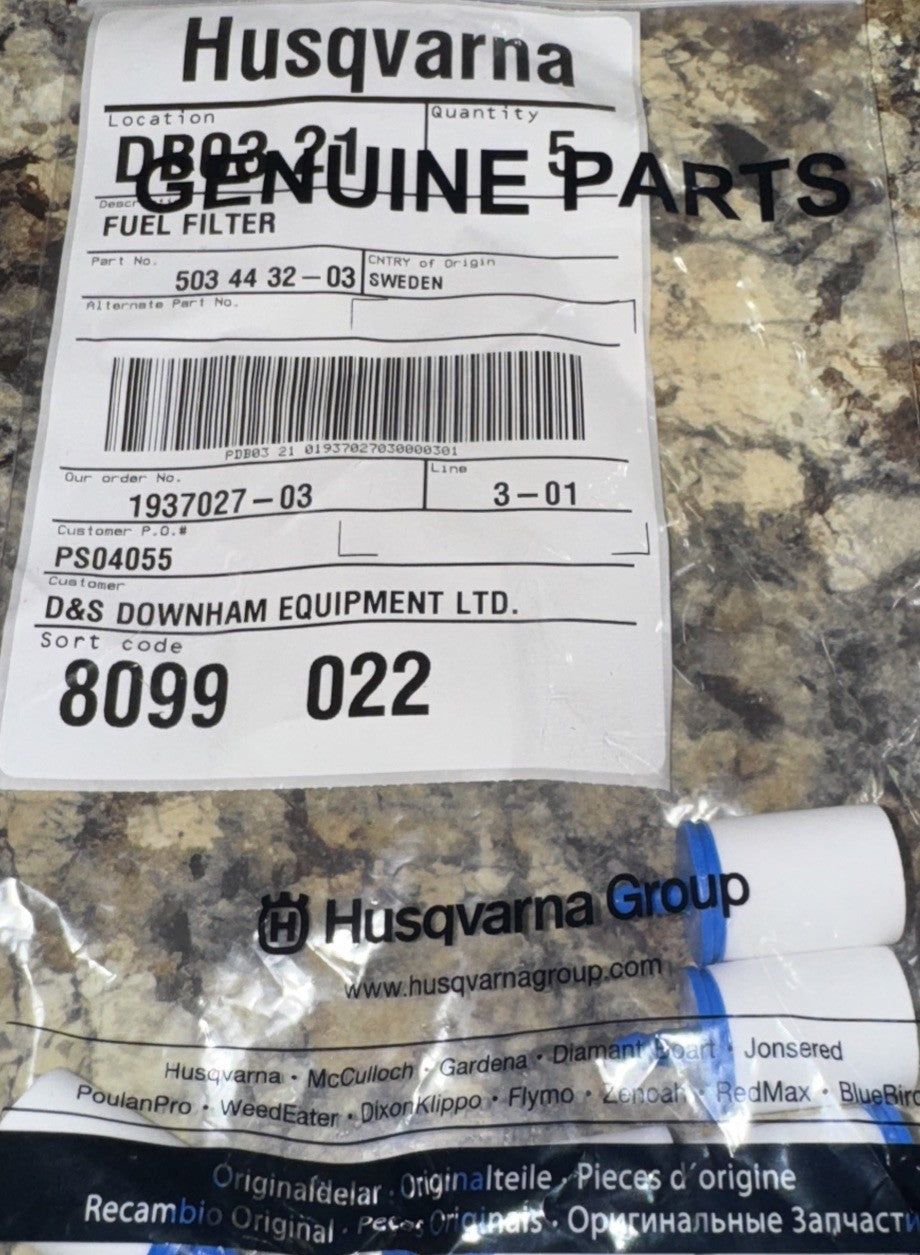 Husqvarna
Location
Quantity
DB03 21
5
GENUINE PARTS
FUEL FILTER
Part No.
CNTRY of Origin
503 44 32-03
SWEDEN
Alternate Part No.
PDB03 21 01937027030000301
Our order No.
Line
1937027-03
3-01
Customer P.O.#
PS04055
Customer
D&S DOWNHAM EQUIPMENT LTD.
Sort code
8099 022
H Husqvarna Group
www.husqvarnagroup.com
Husqvarna • McCulloch • Gardena • Diamant Boart • Jonsered
PoulanPro • WeedEater • Dixon Klippo • Flymo • Zenoah • RedMax • BlueBird
Originaldelar · Originalteile · Pieces d´origine
Recambio Original · Peças Originais · Оригинальные Запчасти